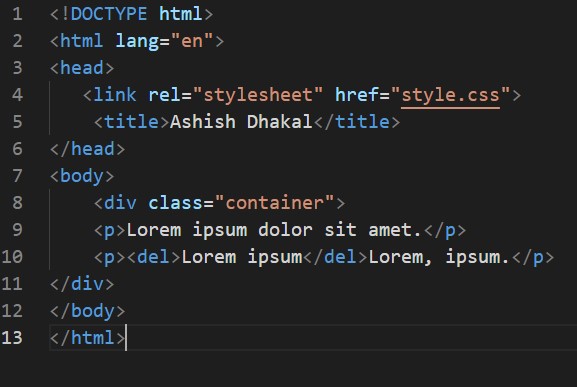 1 <!DOCTYPE html>
2 <html lang="en">
3 <head>
4    <link rel="stylesheet" href="style.css">
5     <title>Ashish Dhakal</title>
6 </head>
7 <body>
8     <div class="container">
9     <p>Lorem ipsum dolor sit amet.</p>
10     <p><del>Lorem ipsum</del>Lorem, ipsum.</p>
11 </div>
12 </body>
13 </html>